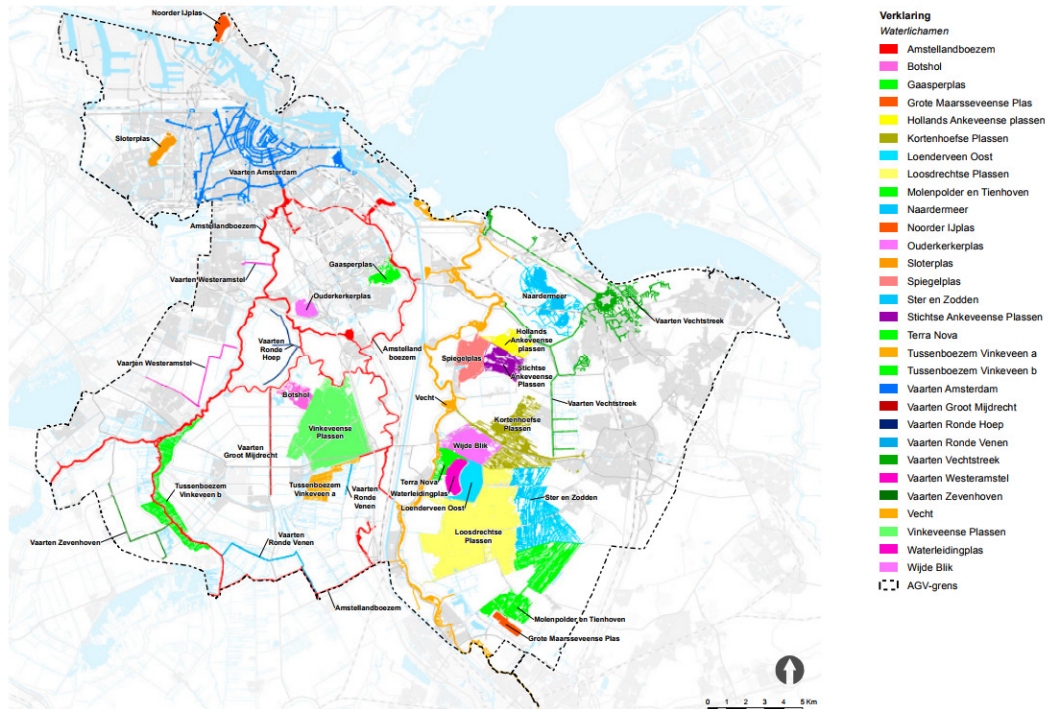 Noorder IJplas
Sloterplas
Vaarten Amsterdam
Amstellandboezem
Vaarten Westeramstel
Gaasperplas
Ouderkerkerplas
Naardermeer
Vaarten Vechtstreek
Vaarten
Ronde
Hoep
Amstelland
boezem
Hollands
Ankeveense
plassen
Spiegelplas
Stichtse
Ankeveense
Plassen
Vaarten Westeramstel
Botshol
Vecht
Vaarten Vechtstreek
Kortenhoefse
Plassen
Vinkeveense
Plassen
Vaarten
Groot Mijdrecht
Wijde Blik
Tussenboezem
Vinkeveen b
Tussenboezem
Vinkeveen a
Vaarten
Ronde
Venen
Terra Nova
Waterleidingplas
Loenderveen Oost
Ster en Zodden
Loosdrechtse
Plassen
Vaarten Zevenhoven
Vaarten
Ronde Venen
Amstellandboezem
Molenpolder en Tienhoven
Grote Maarsseveense Plas
0 1 2 3 4 5 Km
Verklaring
Waterlichamen
Amstellandboezem
Botshol
Gaasperplas
Grote Maarsseveense Plas
Hollands Ankeveense plassen
Kortenhoefse Plassen
Loenderveen Oost
Loosdrechtse Plassen
Molenpolder en Tienhoven
Naardermeer
Noorder IJplas
Ouderkerkerplas
Sloterplas
Spiegelplas
Ster en Zodden
Stichtse Ankeveense Plassen
Terra Nova
Tussenboezem Vinkeveen a
Tussenboezem Vinkeveen b
Vaarten Amsterdam
Vaarten Groot Mijdrecht
Vaarten Ronde Hoep
Vaarten Ronde Venen
Vaarten Vechtstreek
Vaarten Westeramstel
Vaarten Zevenhoven
Vecht
Vinkeveense Plassen
Waterleidingplas
Wijde Blik
AGV-grens